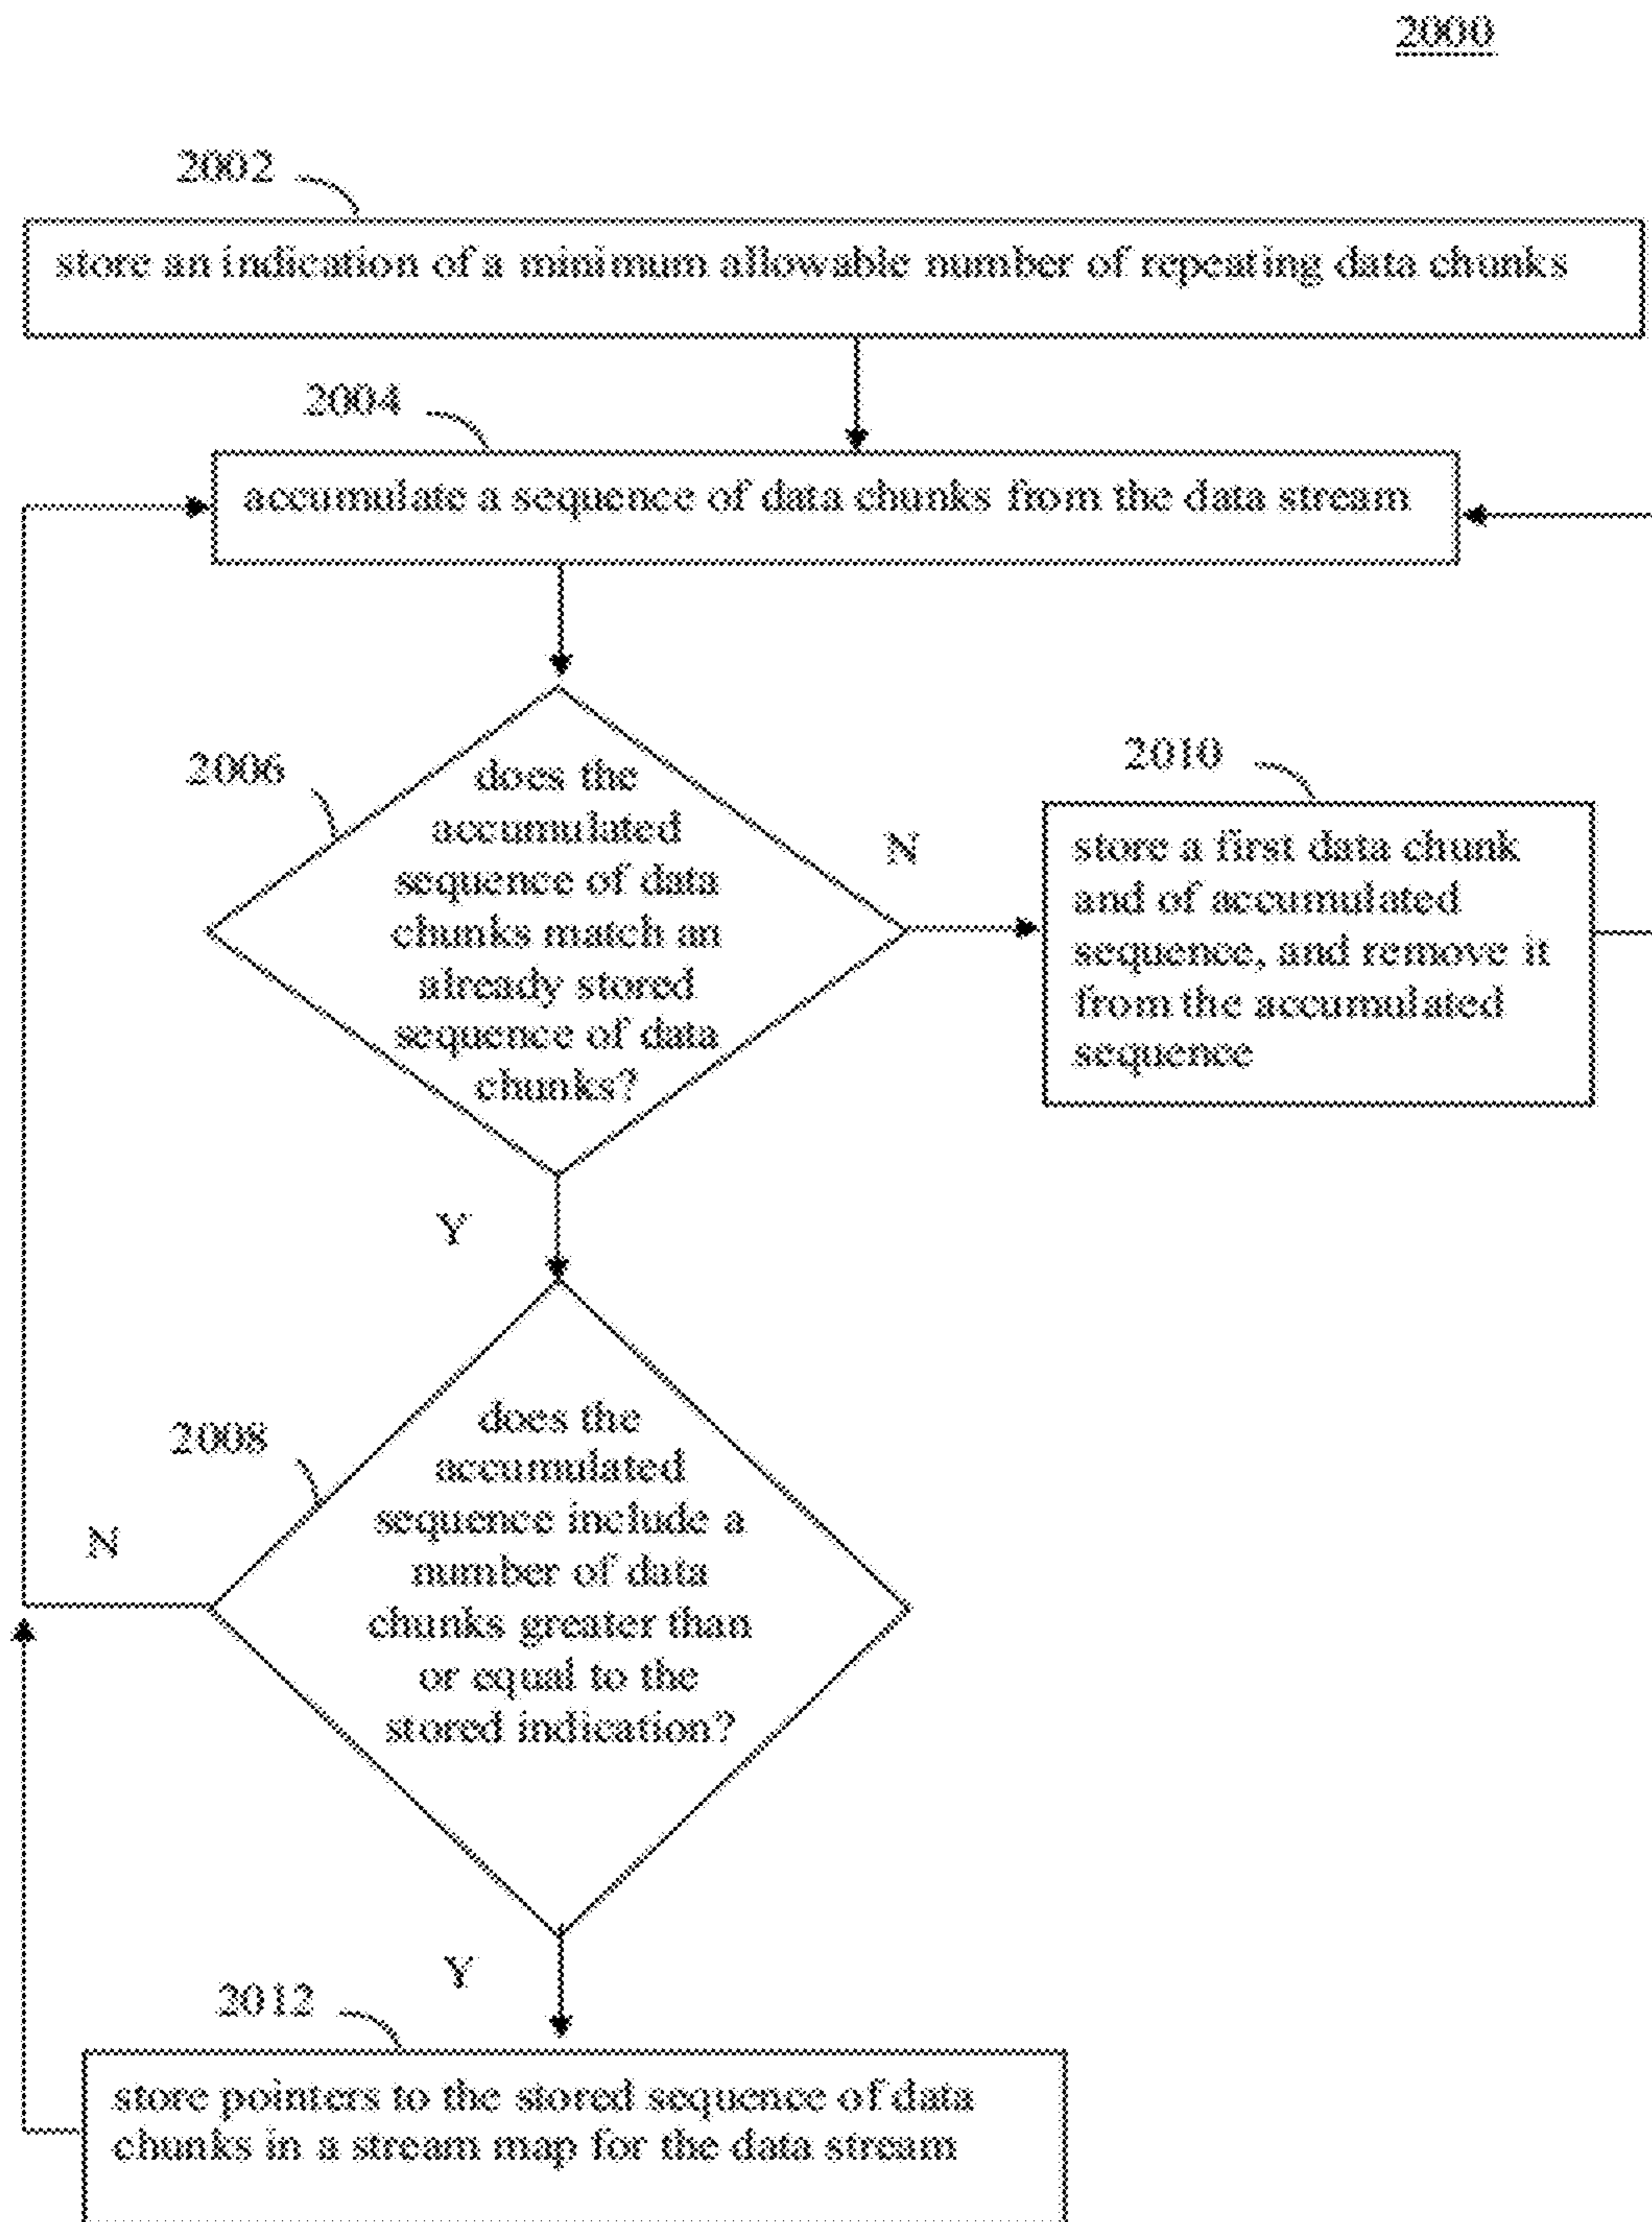 2000
2002
store an indication of a minimum allowable number of repeating data chunks
2004
accumulate a sequence of data chunks from the data stream
2006
does the
accumulated
sequence of data
chunks match an
already stored
sequence of data
chunks?
N
2010
store a first data chunk
and of accumulated
sequence, and remove it
from the accumulated
sequence
Y
2008
does the
accumulated
sequence include a
number of data
chunks greater than
or equal to the
stored indication?
N
Y
2012
store pointers to the stored sequence of data
chunks in a stream map for the data stream